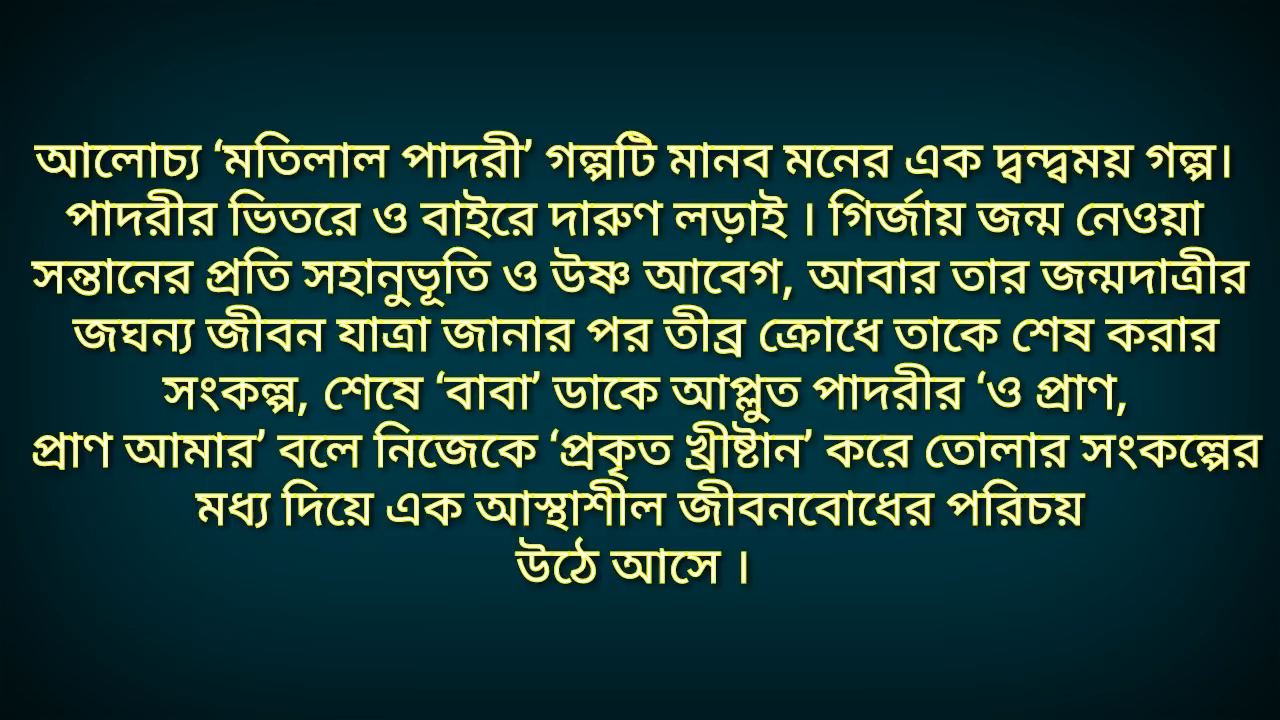 আলোচ্য ‘মতিলাল পাদরী’ গল্পটি মানব মনের এক দ্বন্দ্বময় গল্প।
পাদরীর ভিতরে ও বাইরে দারুণ লড়াই । গির্জায় জন্ম নেওয়া
সন্তানের প্রতি সহানুভূতি ও উষ্ণ আবেগ, আবার তার জন্মদাত্রীর
জঘন্য জীবন যাত্রা জানার পর তীব্র ক্রোধে তাকে শেষ করার
সংকল্প, শেষে ‘বাবা’ ডাকে আপ্লুত পাদরীর ‘ও প্রাণ,
প্রাণ আমার’ বলে নিজেকে ‘প্রকৃত খ্রীষ্টান’ করে তোলার সংকল্পের
মধ্য দিয়ে এক আস্থাশীল জীবনবোধের পরিচয়
উঠে আসে ।